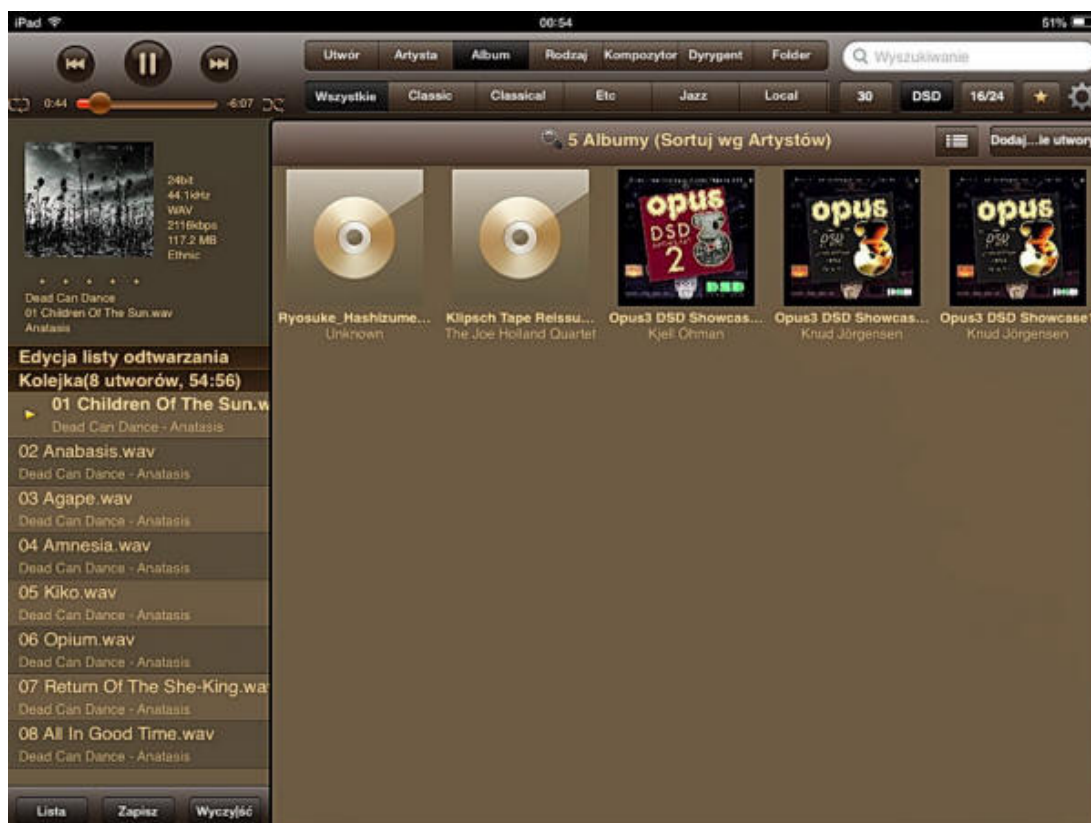 iPad 00:54 51%
Utwór Artysta Album Rodzaj Kompozytor Dyrygent Folder
Wyszukiwanie
0:44 -6:07
Wszystkie Classic Classical Etc Jazz Local
30 DSD 16/24
5 Albumy (Sortuj wg Artystów)
Dodaj...ie utwory
24bit
44.1kHz
WAV
2116kbps
117.2 MB
Ethnic
Dead Can Dance
01 Children Of The Sun.wav
Anatasis
opus
DSD
2
DSD
opus
opus
Ryosuke_Hashizume...
Unknown
Klipsch Tape Reissu...
The Joe Holland Quartet
Opus3 DSD Showcas...
Kjell Öhman
Opus3 DSD Showcas...
Knud Jörgensen
Opus3 DSD Showcase
Knud Jörgensen
Edycja listy odtwarzania
Kolejka(8 utworów, 54:56)
01 Children Of The Sun.w
Dead Can Dance - Anatasis
02 Anabasis.wav
Dead Can Dance - Anatasis
03 Agape.wav
Dead Can Dance - Anatasis
04 Amnesia.wav
Dead Can Dance - Anatasis
05 Kiko.wav
Dead Can Dance - Anatasis
06 Opium.wav
Dead Can Dance - Anatasis
07 Return Of The She-King.wa
Dead Can Dance - Anatasis
08 All In Good Time.wav
Dead Can Dance - Anatasis
Lista Zapisz Wyczyść